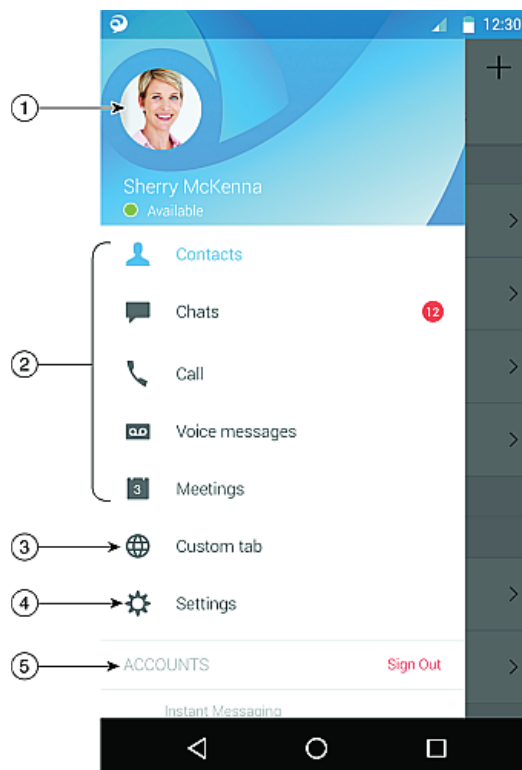 12:30
1
Sherry McKenna
Available
2
Contacts
Chats 12
Call
Voice messages
3 Meetings
3 Custom tab
4 Settings
5 ACCOUNTS Sign Out
Instant Messaging